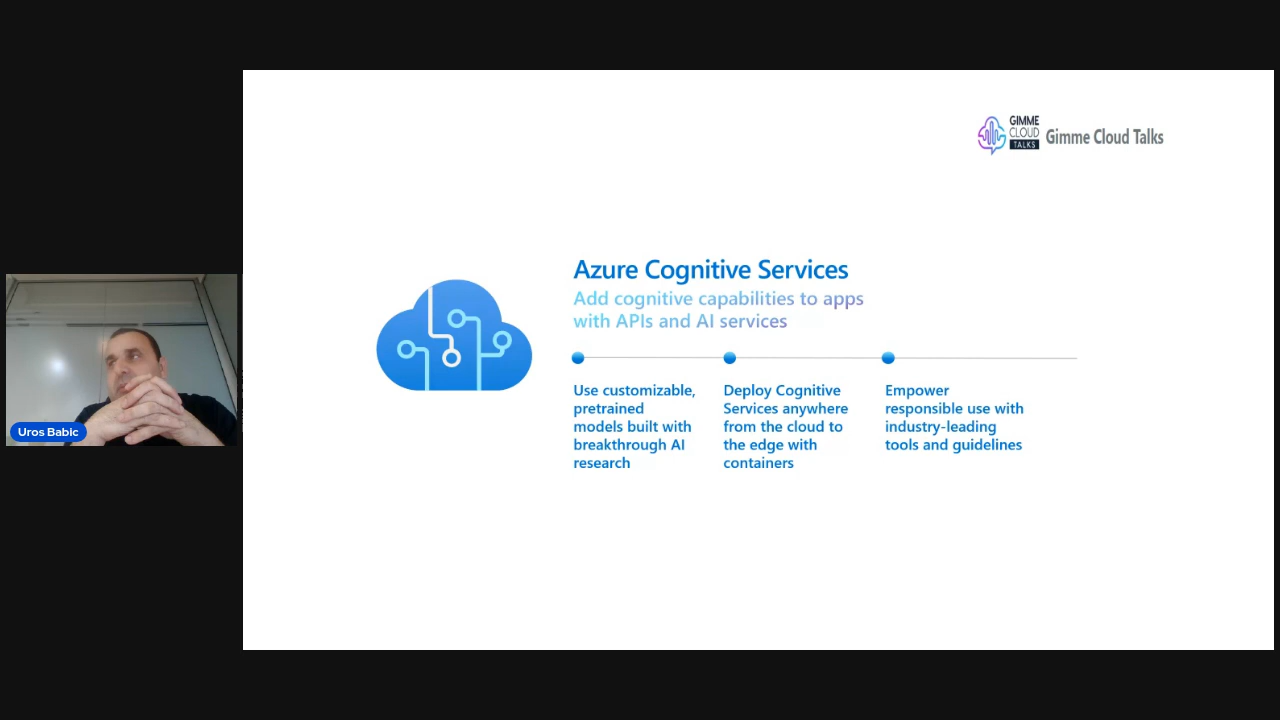 GIMME
CLOUD
TALKS
Gimme Cloud Talks
Azure Cognitive Services
Add cognitive capabilities to apps
with APIs and AI services
Use customizable,
pretrained
models built with
breakthrough AI
research
Deploy Cognitive
Services anywhere
from the cloud to
the edge with
containers
Empower
responsible use with
industry-leading
tools and guidelines
Uros Babic